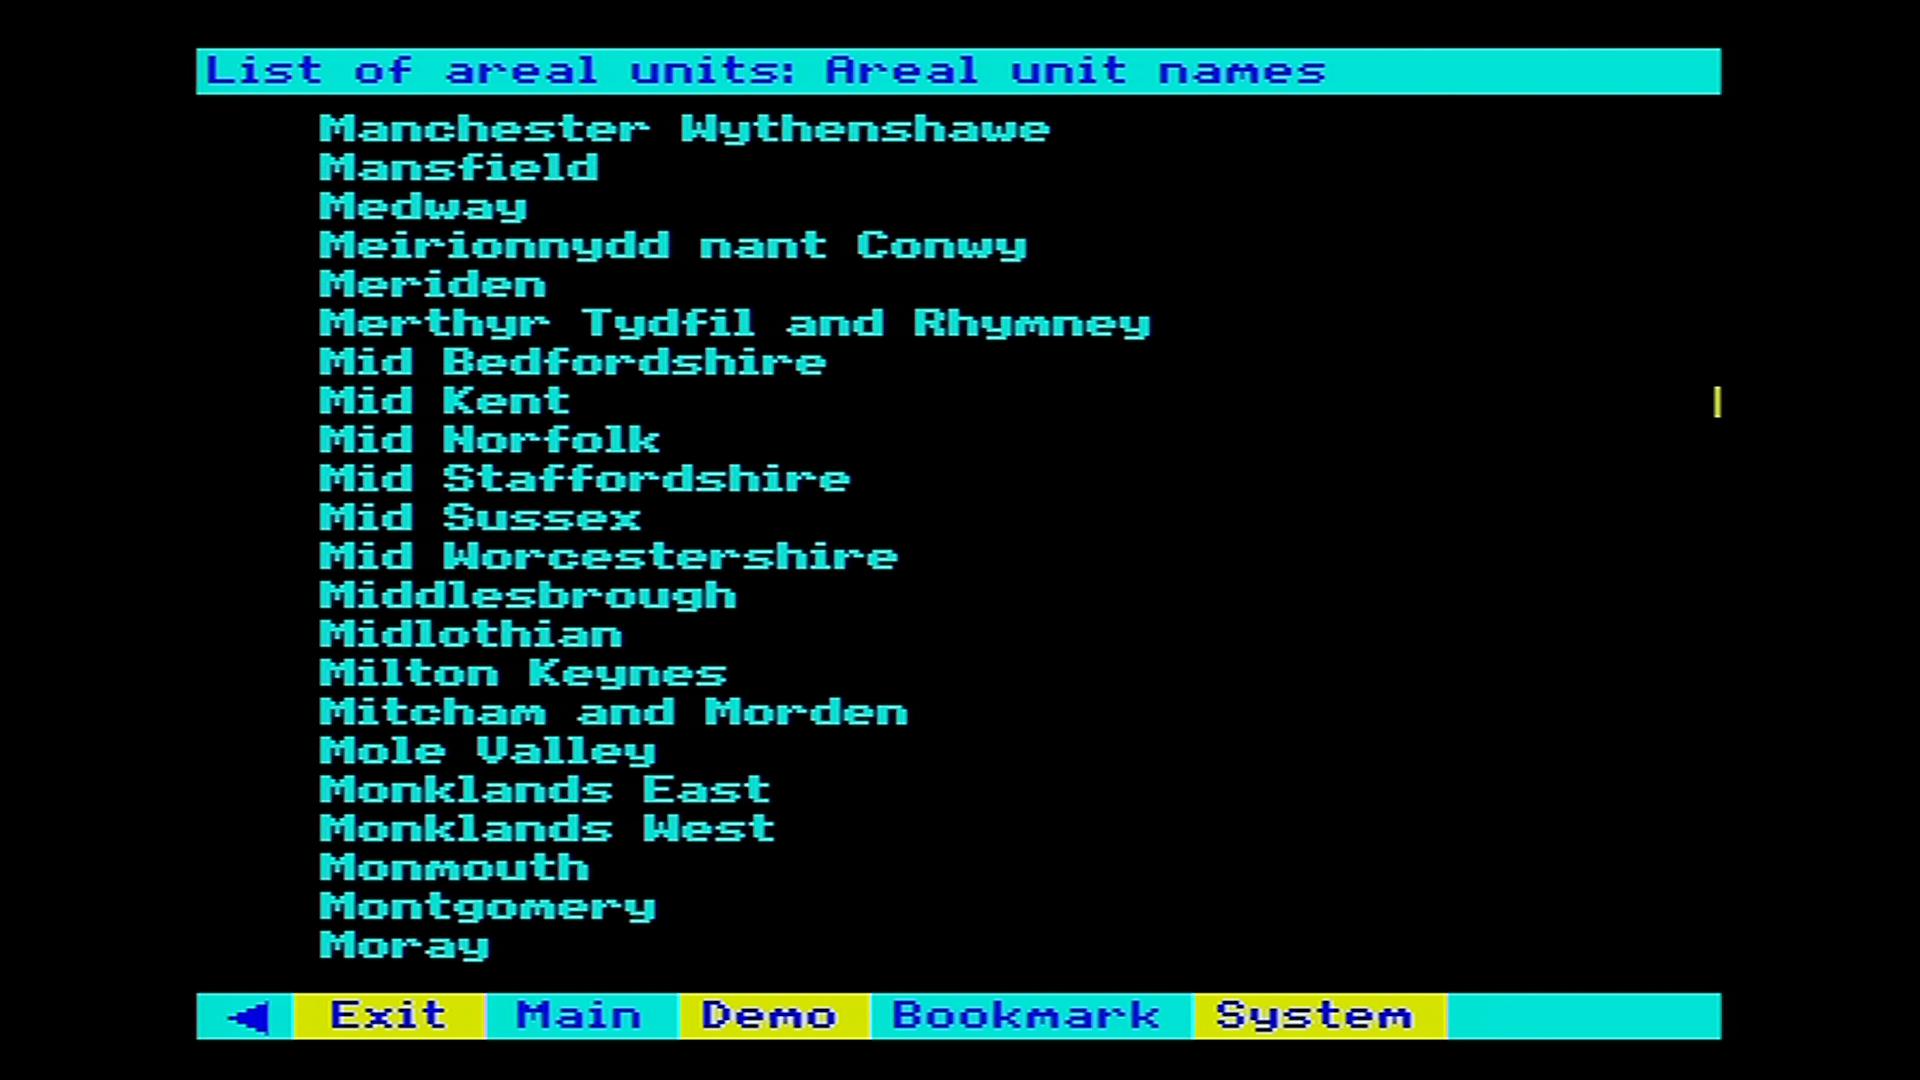 List of areal units: Areal unit names
Manchester Wythenshawe
Mansfield
Medway
Meirionnydd nant Conwy
Meriden
Merthyr Tydfil and Rhymney
Mid Bedfordshire
Mid Kent
Mid Norfolk
Mid Staffordshire
Mid Sussex
Mid Worcestershire
Middlesbrough
Midlothian
Milton Keynes
Mitcham and Morden
Mole Valley
Monklands East
Monklands West
Monmouth
Montgomery
Moray
Exit Main Demo Bookmark System